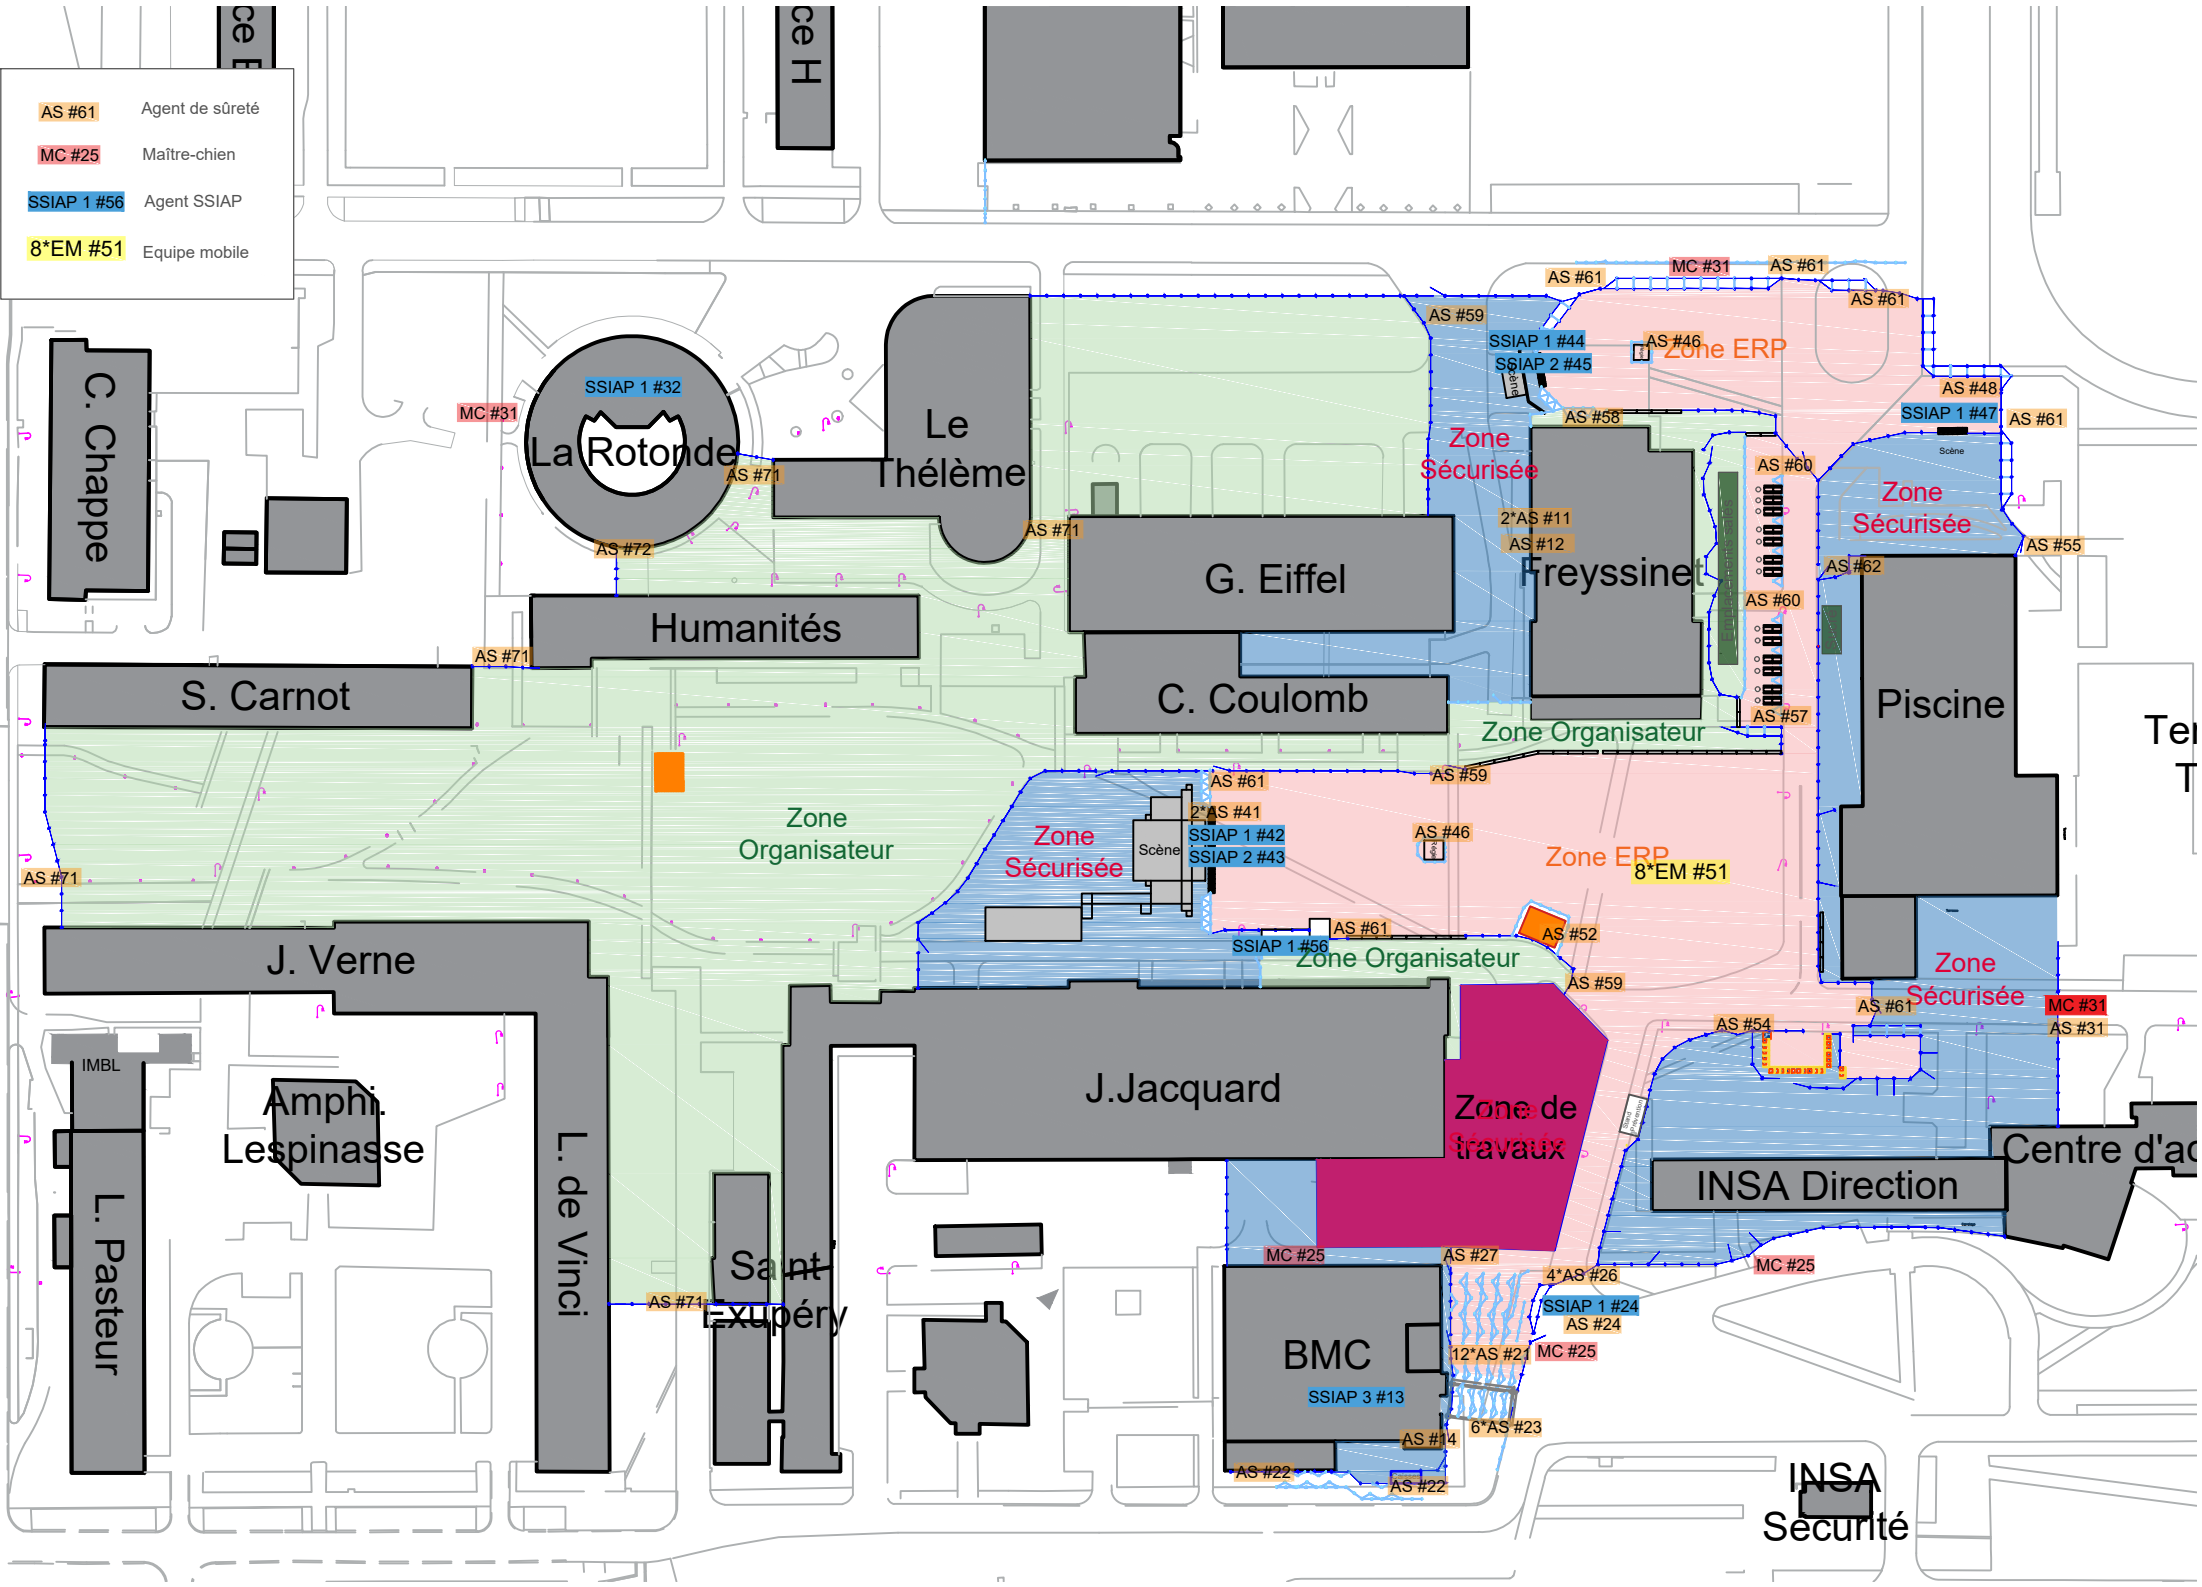 ce H
AS #61 Agent de sûreté
MC #25 Maître-chien
SSIAP 1 #56 Agent SSIAP
8*EM #51 Equipe mobile
AS #61
MC #31
AS #61
AS #61
AS #59
SSIAP 1 #44
SSIAP 2 #45
Scène
AS #46
Zone ERP
AS #48
SSIAP 1 #47
AS #61
Scène
AS #58
SSIAP 1 #32
MC #31
La Rotonde
AS #71
AS #72
Le
Thélème
AS #71
C. Chappe
Zone
Sécurisée
AS #60
Zone
Sécurisée
AS #55
2*AS #11
AS #12
Freyssinet
AS #62
AS #60
AS #57
G. Eiffel
C. Coulomb
Humanités
AS #71
S. Carnot
Piscine
Zone Organisateur
AS #59
AS #61
2*AS #41
SSIAP 1 #42
SSIAP 2 #43
Scène
Zone
Sécurisée
Zone
Organisateur
AS #46
Régie
Zone ERP
8*EM #51
AS #71
AS #61
AS #52
SSIAP 1 #56
Zone Organisateur
AS #59
J. Verne
Zone
Sécurisée
AS #61
MC #31
AS #31
AS #54
IMBL
Amphi.
Lespinasse
L. Pasteur
L. de Vinci
J.Jacquard
Zone de
travaux
Zone
Sécurisée
Stand
Prévention
INSA Direction
Centre d'ac
Saint
Exupéry
AS #71
MC #25
AS #27
4*AS #26
SSIAP 1 #24
AS #24
MC #25
MC #25
BMC
12*AS #21
SSIAP 3 #13
6*AS #23
AS #14
AS #22
AS #22
INSA
Sécurité